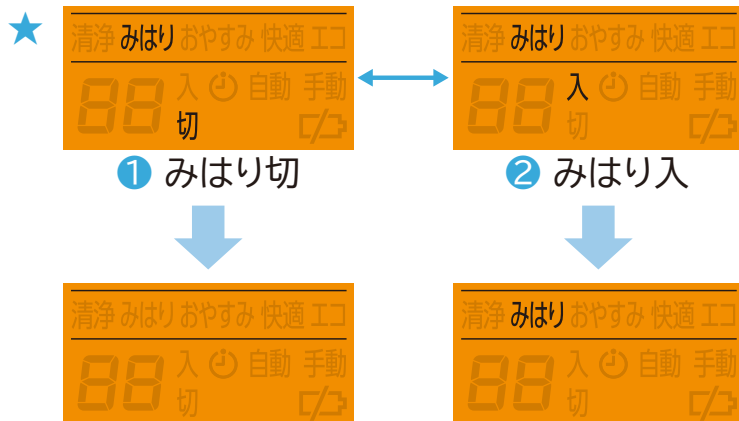 ★
清浄 みはり おやすみ 快適 エコ
88 入 自動 手動
切
清浄 みはり おやすみ 快適 エコ
88 入 自動 手動
切
❶ みはり切
❷ みはり入
清浄 みはり おやすみ 快適 エコ
88 入 自動 手動
切
清浄 みはり おやすみ 快適 エコ
88 入 自動 手動
切